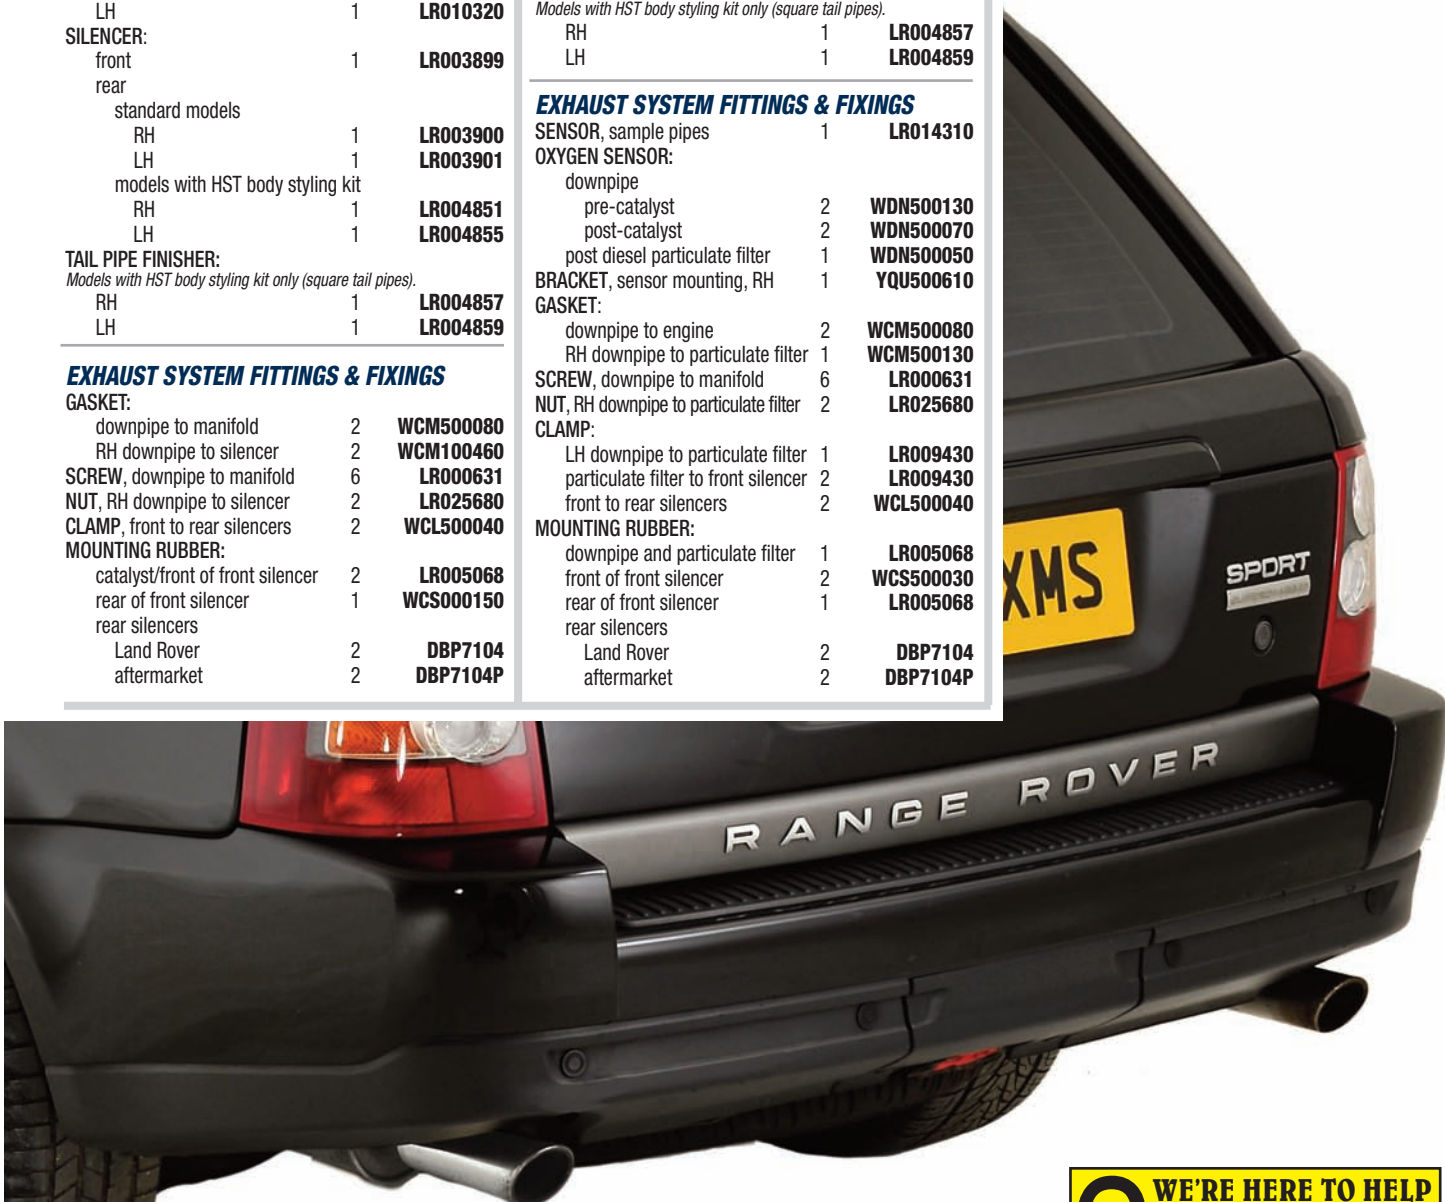 LH 1 LR010320
SILENCER:
front 1 LR003899
rear
standard models
RH 1 LR003900
LH 1 LR003901
models with HST body styling kit
RH 1 LR004851
LH 1 LR004855
TAIL PIPE FINISHER:
Models with HST body styling kit only (square tail pipes).
RH 1 LR004857
LH 1 LR004859
EXHAUST SYSTEM FITTINGS & FIXINGS
GASKET:
downpipe to manifold 2 WCM500080
RH downpipe to silencer 2 WCM100460
SCREW, downpipe to manifold 6 LR000631
NUT, RH downpipe to silencer 2 LR025680
CLAMP, front to rear silencers 2 WCL500040
MOUNTING RUBBER:
catalyst/front of front silencer 2 LR005068
rear of front silencer 1 WCS000150
rear silencers
Land Rover 2 DBP7104
aftermarket 2 DBP7104P
Models with HST body styling kit only (square tail pipes).
RH 1 LR004857
LH 1 LR004859
EXHAUST SYSTEM FITTINGS & FIXINGS
SENSOR, sample pipes 1 LR014310
OXYGEN SENSOR:
downpipe
pre-catalyst 2 WDN500130
post-catalyst 2 WDN500070
post diesel particulate filter 1 WDN500050
BRACKET, sensor mounting, RH 1 YQU500610
GASKET:
downpipe to engine 2 WCM500080
RH downpipe to particulate filter 1 WCM500130
SCREW, downpipe to manifold 6 LR000631
NUT, RH downpipe to particulate filter 2 LR025680
CLAMP:
LH downpipe to particulate filter 1 LR009430
particulate filter to front silencer 2 LR009430
front to rear silencers 2 WCL500040
MOUNTING RUBBER:
downpipe and particulate filter 1 LR005068
front of front silencer 2 WCS500030
rear of front silencer 1 LR005068
rear silencers
Land Rover 2 DBP7104
aftermarket 2 DBP7104P
XMS
SPORT
RANGE ROVER
WE'RE HERE TO HELP